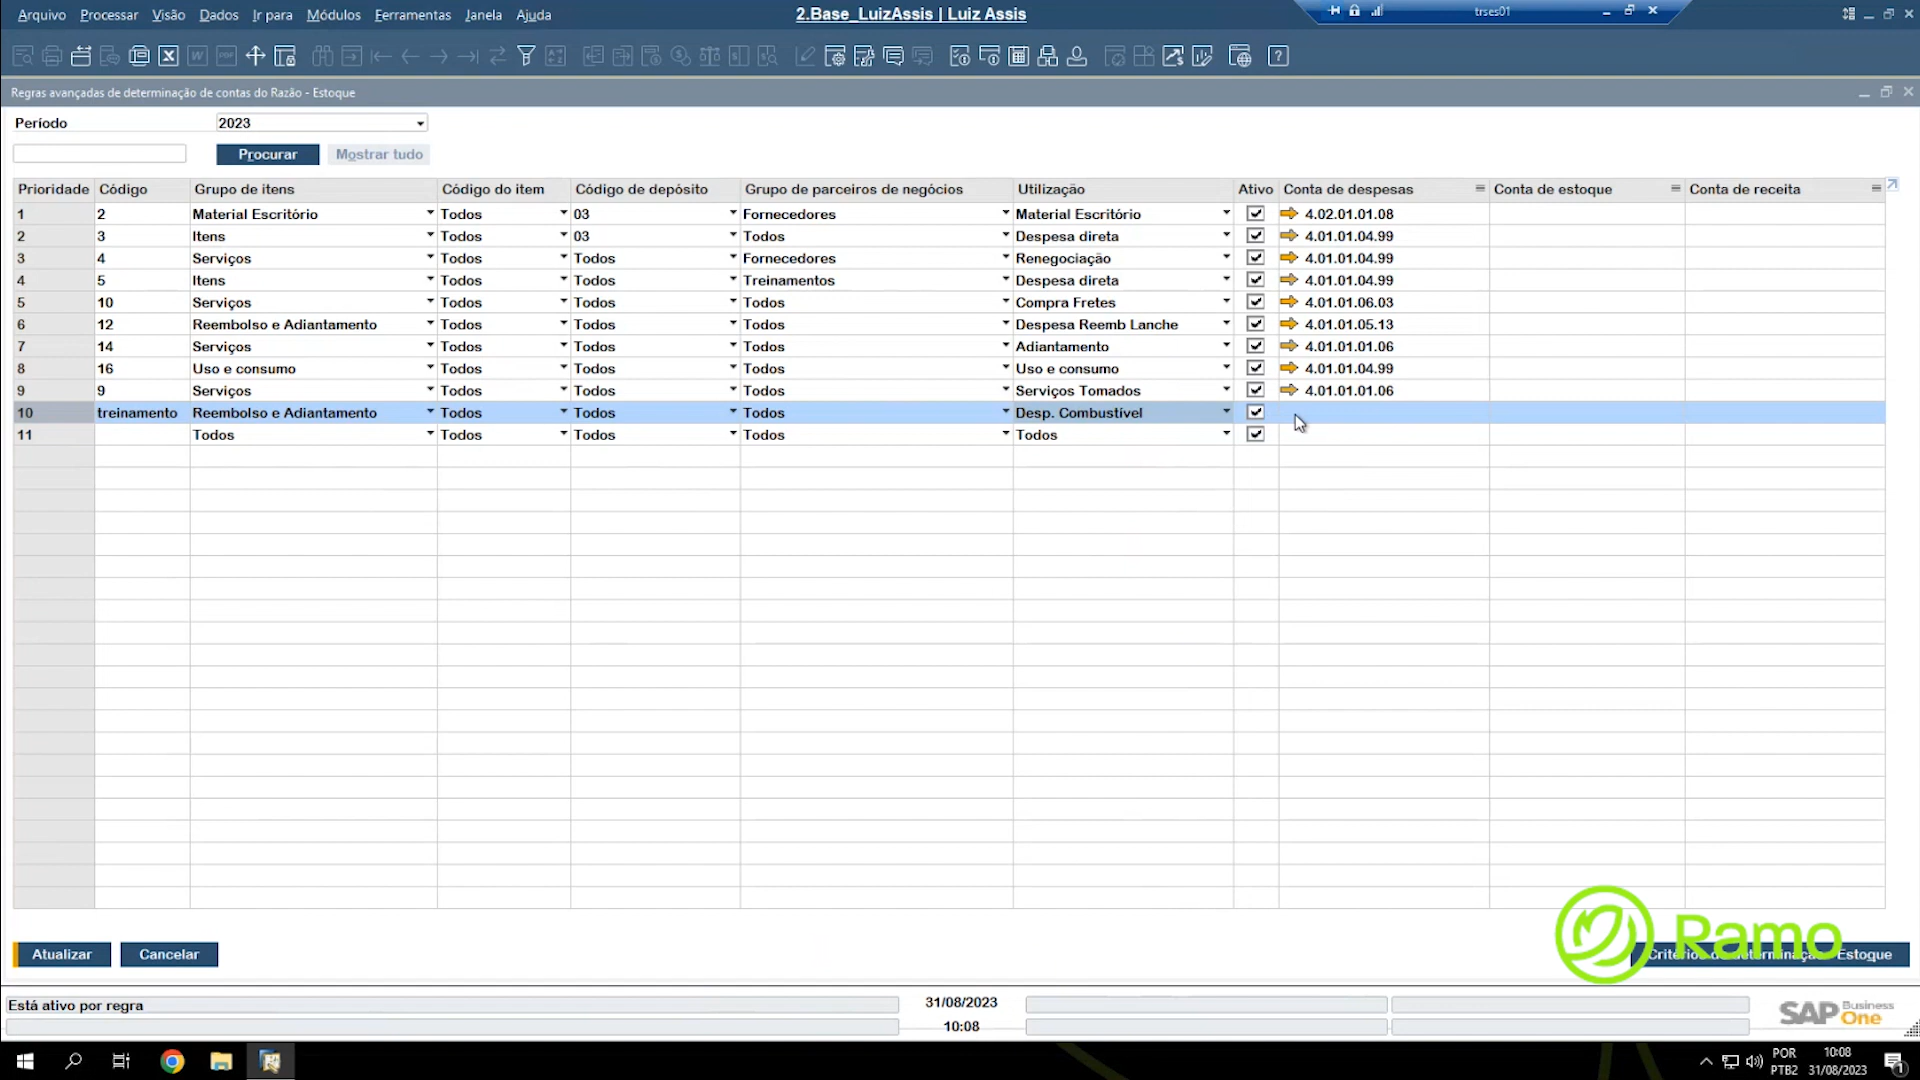 Arquivo Processar Visão Dados Ir para Módulos Ferramentas Janela Ajuda 2.Base_LuizAssis | Luiz Assis trses01
Regras avançadas de determinação de contas do Razão - Estoque
Período 2023
Procurar Mostrar tudo
Prioridade Código Grupo de itens Código do item Código de depósito Grupo de parceiros de negócios Utilização Ativo Conta de despesas Conta de estoque Conta de receita
1 2 Material Escritório Todos 03 Fornecedores Material Escritório 4.02.01.01.08
2 3 Itens Todos 03 Todos Despesa direta 4.01.01.04.99
3 4 Serviços Todos Todos Fornecedores Renegociação 4.01.01.04.99
4 5 Itens Todos Todos Treinamentos Despesa direta 4.01.01.04.99
5 10 Serviços Todos Todos Todos Compra Fretes 4.01.01.06.03
6 12 Reembolso e Adiantamento Todos Todos Todos Despesa Reemb Lanche 4.01.01.05.13
7 14 Serviços Todos Todos Todos Adiantamento 4.01.01.01.06
8 16 Uso e consumo Todos Todos Todos Uso e consumo 4.01.01.04.99
9 9 Serviços Todos Todos Todos Serviços Tomados 4.01.01.01.06
10 treinamento Reembolso e Adiantamento Todos Todos Todos Desp. Combustível
11 Todos Todos Todos Todos Todos
Ramo
Atualizar Cancelar Estoque
Está ativo por regra 31/08/2023
10:08
SAP Business One
POR 10:08
PTB2 31/08/2023 1